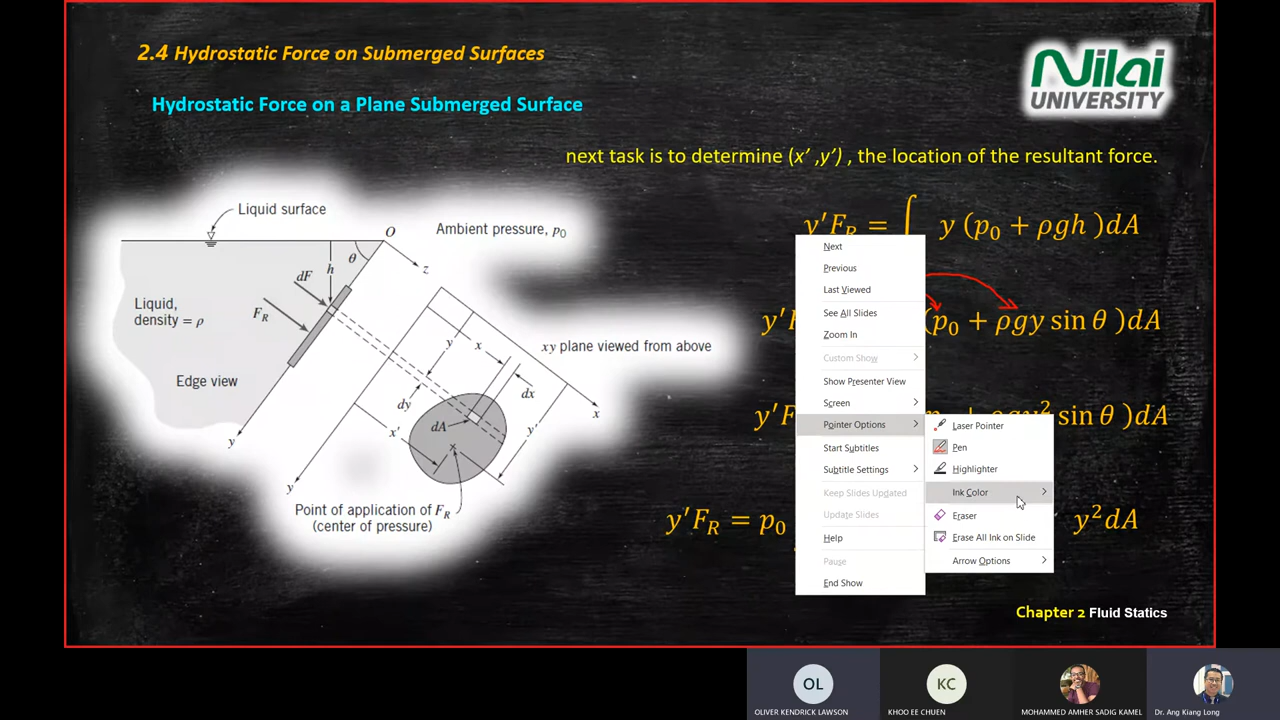 2.4 Hydrostatic Force on Submerged Surfaces
Nilai
UNIVERSITY
Hydrostatic Force on a Plane Submerged Surface
next task is to determine (x′ ,y′) , the location of the resultant force.
Liquid surface
O
Ambient pressure, p₀
θ
h
z
dF
F_R
Liquid,
density = ρ
Edge view
y
xy plane viewed from above
y
x
dx
dy
x
dA
x′
y′
y
Point of application of F_R
(center of pressure)
y′F_R = ∫ y (p₀ + ρgh )dA
(p₀ + ρgy sin θ )dA
sin θ )dA
y′F_R = p₀
y²dA
Next
Previous
Last Viewed
See All Slides
Zoom In
Custom Show
Show Presenter View
Screen
Pointer Options
Start Subtitles
Subtitle Settings
Keep Slides Updated
Update Slides
Help
Pause
End Show
Laser Pointer
Pen
Highlighter
Ink Color
Eraser
Erase All Ink on Slide
Arrow Options
Chapter 2 Fluid Statics
OL
KC
OLIVER KENDRICK LAWSON
KHOO EE CHUEN
MOHAMMED AMHER SADIG KAMEL
Dr. Ang Kiang Long